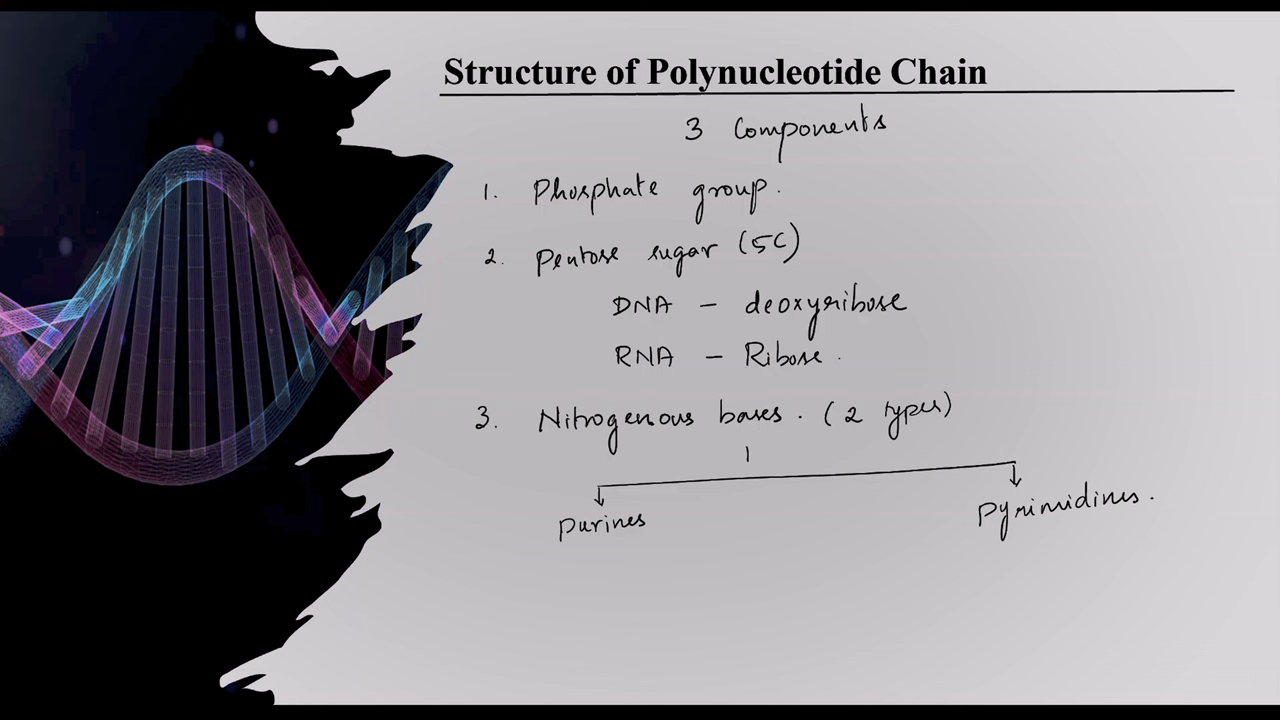 Structure of Polynucleotide Chain
3 Components
1. Phosphate group.
2. Pentose sugar (5C)
DNA – deoxyribose
RNA – Ribose.
3. Nitrogenous bases. (2 types)
Purines
Pyrimidines.